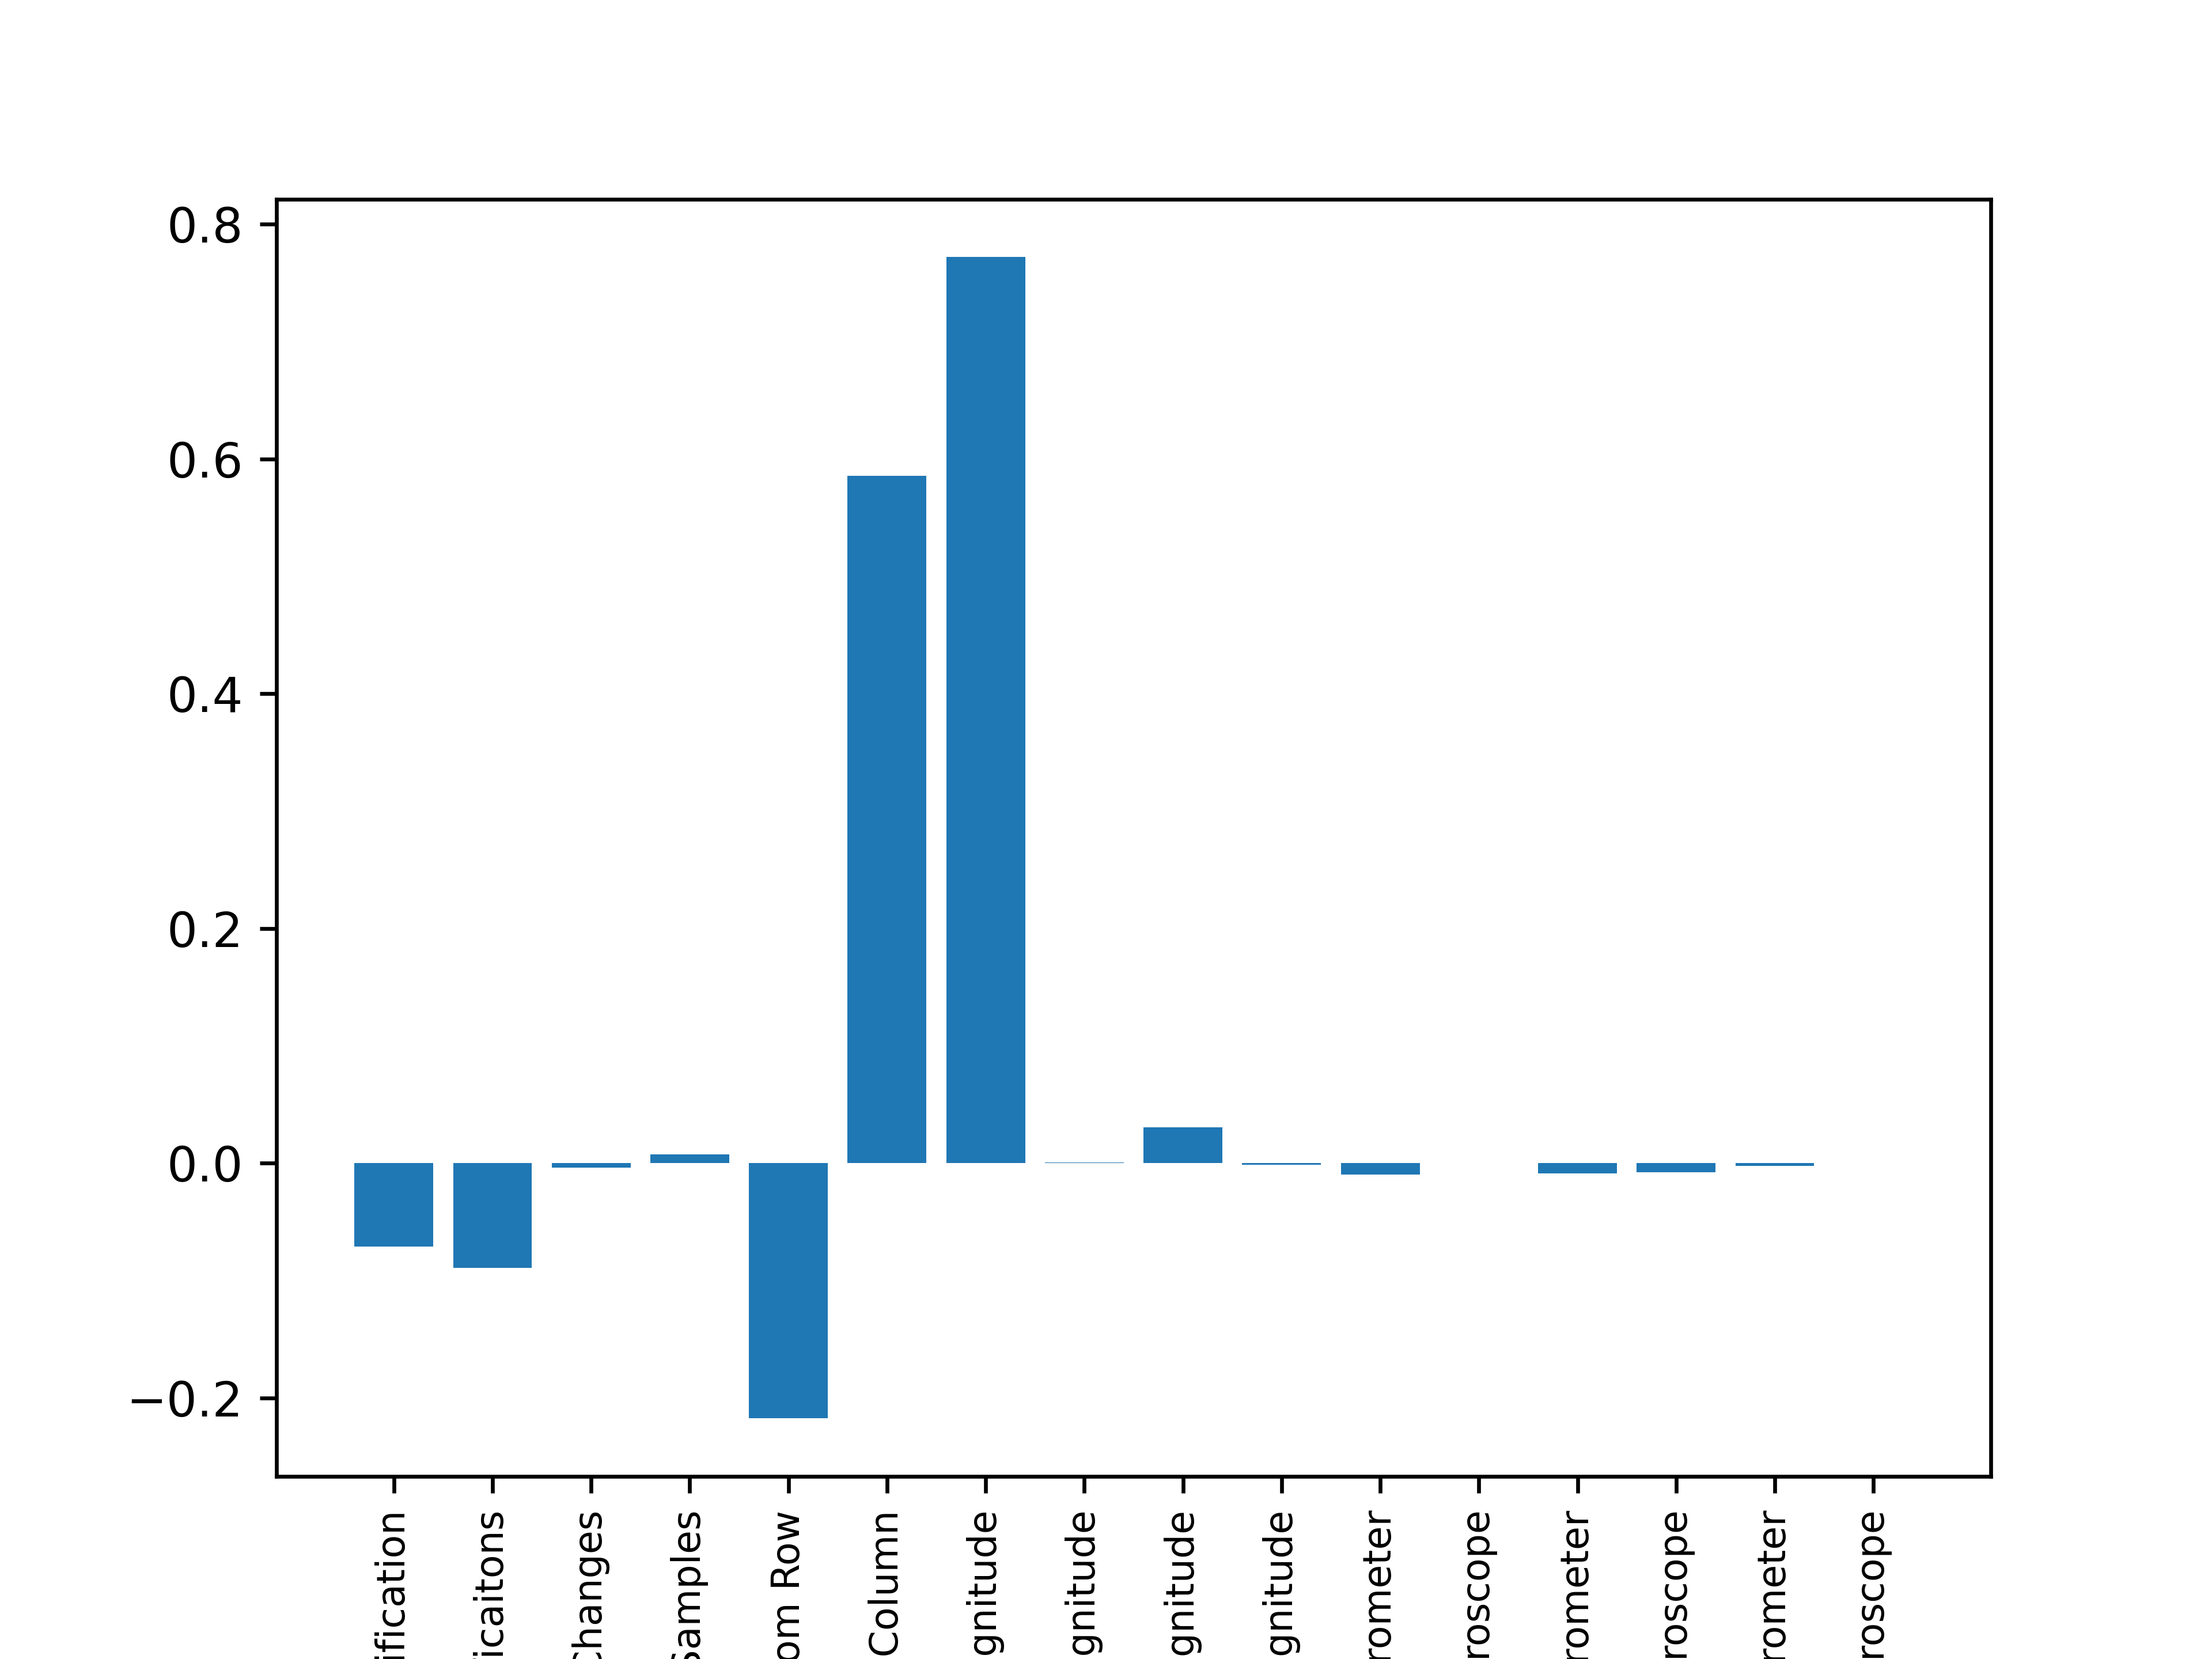 0.8
0.6
0.4
0.2
0.0
−0.2
ification
icaitons
Changes
Samples
om Row
Column
gnitude
gnitude
gnitude
gnitude
rometer
roscope
rometer
roscope
rometer
roscope